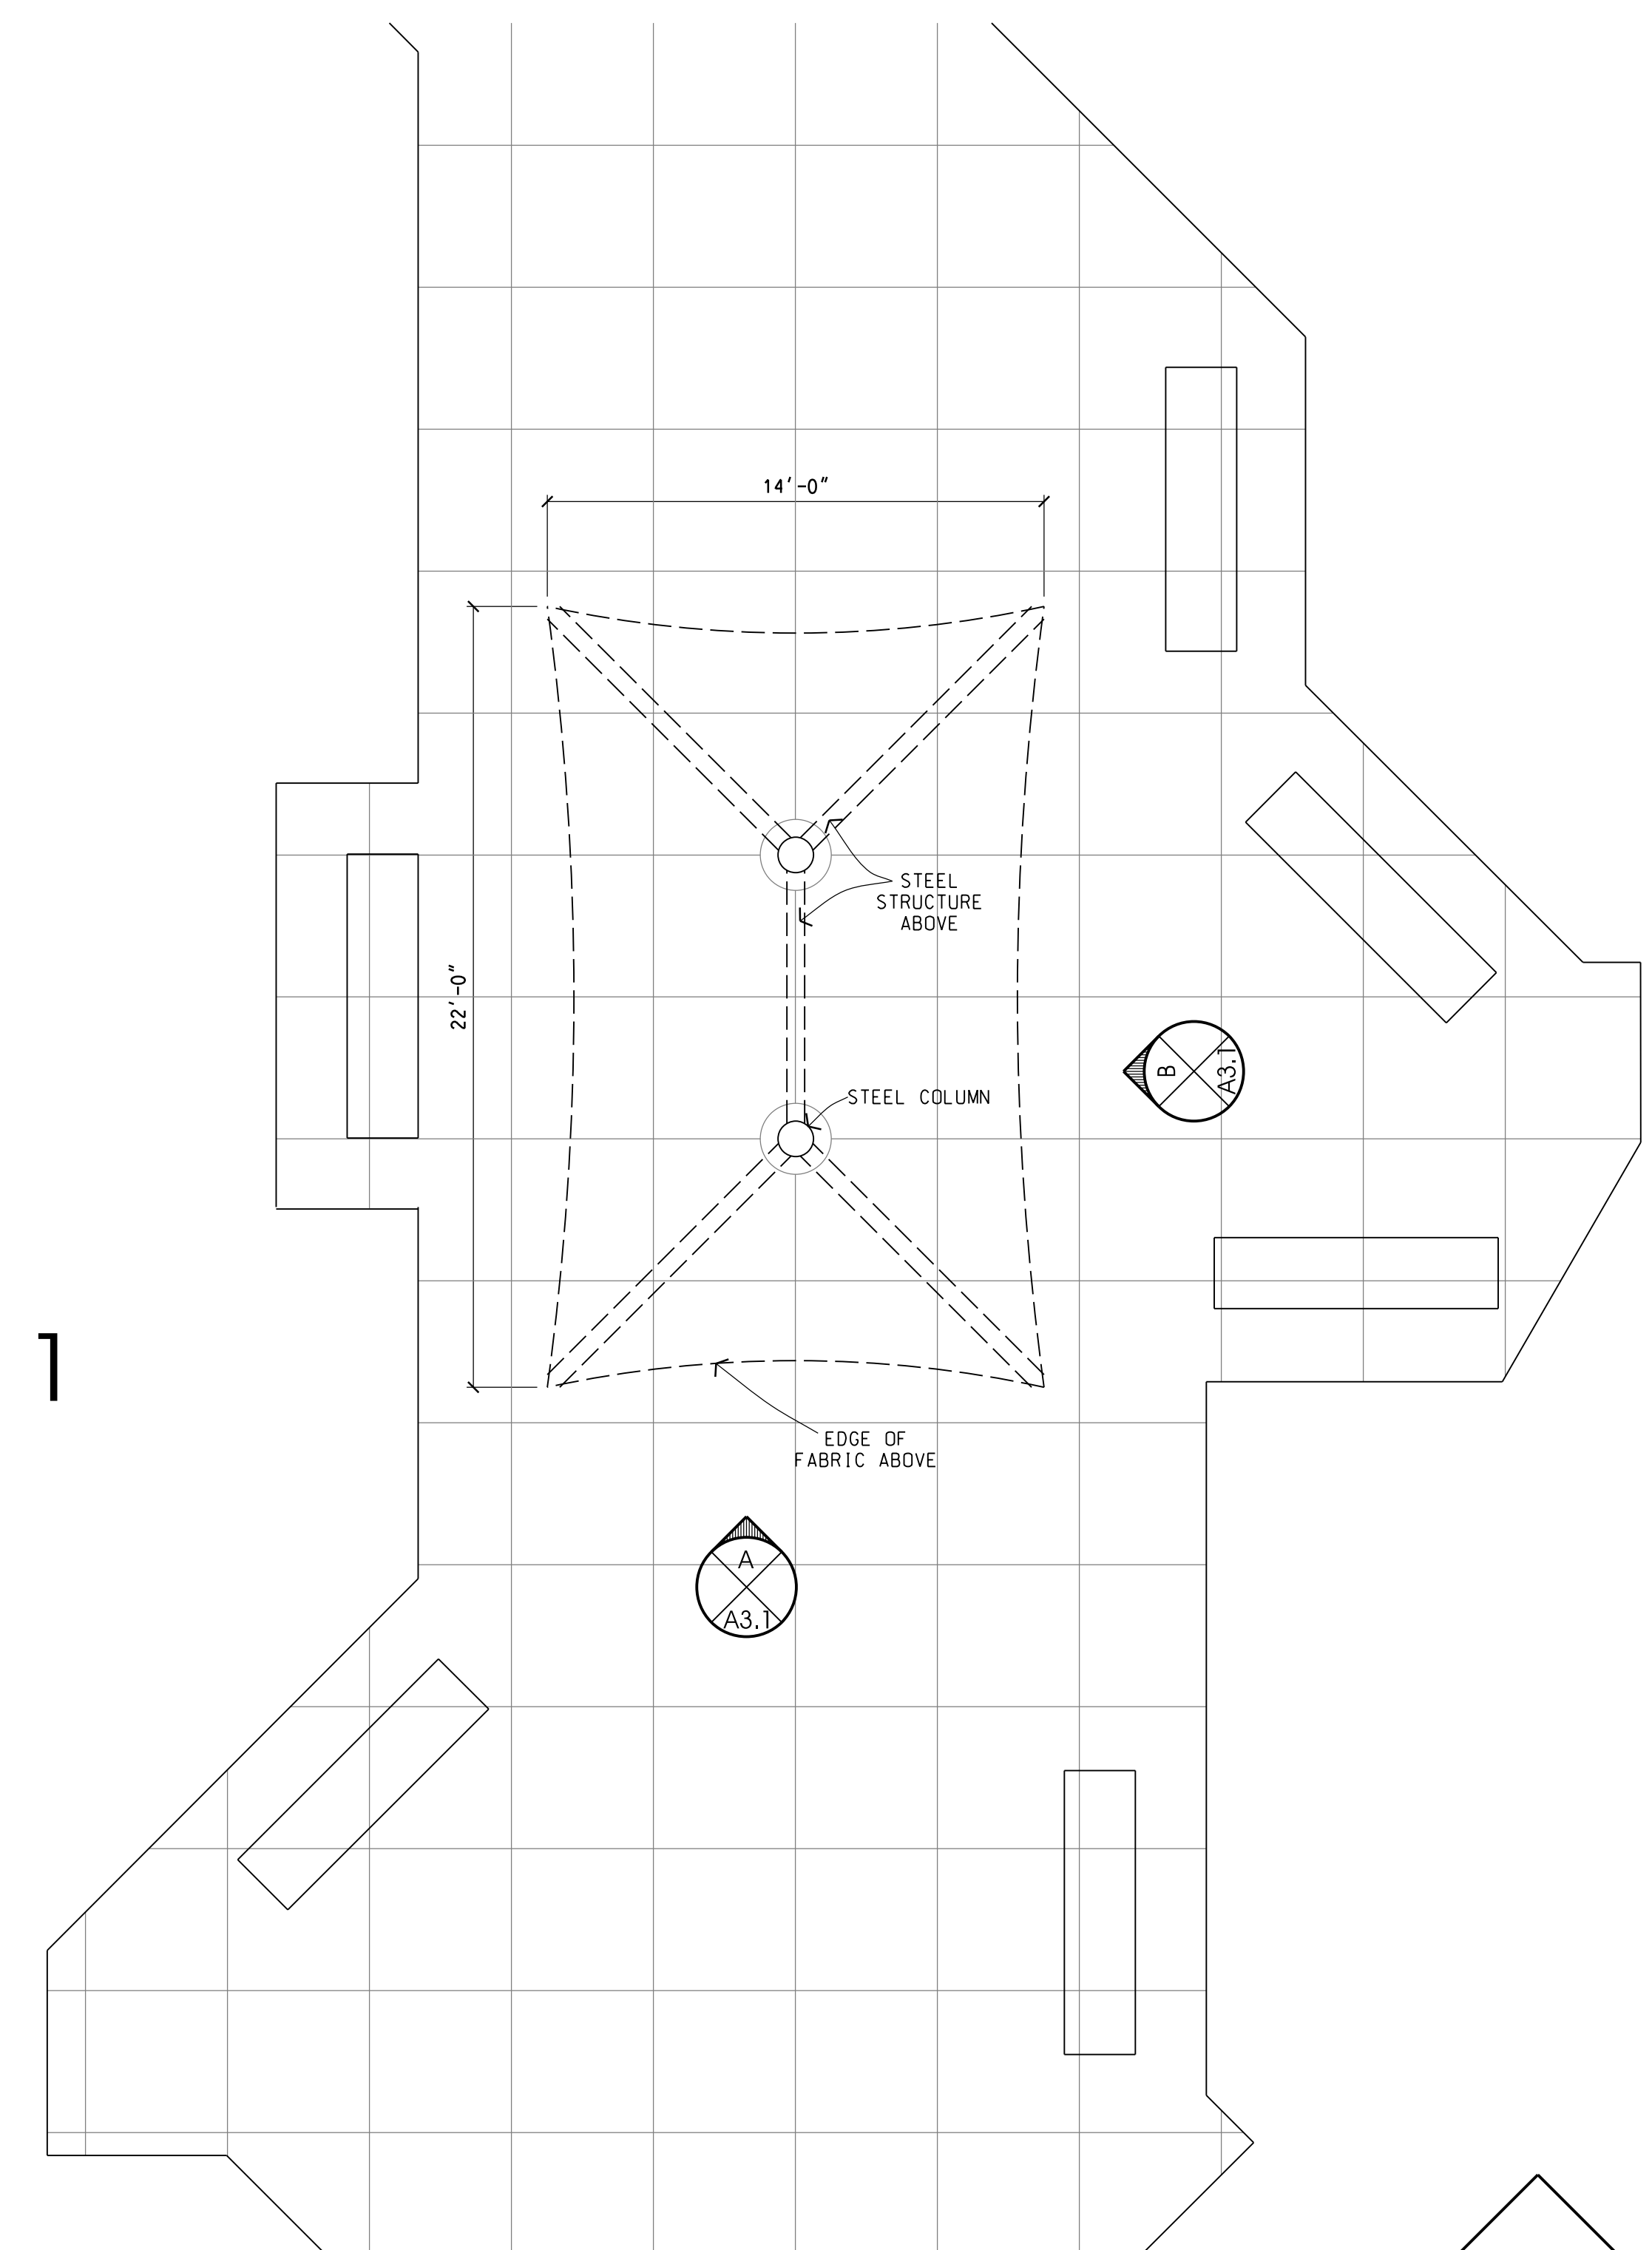 14'-0"
STEEL
STRUCTURE
ABOVE
22'-0"
B
A3.1
STEEL COLUMN
1
EDGE OF
FABRIC ABOVE
A
A3.1